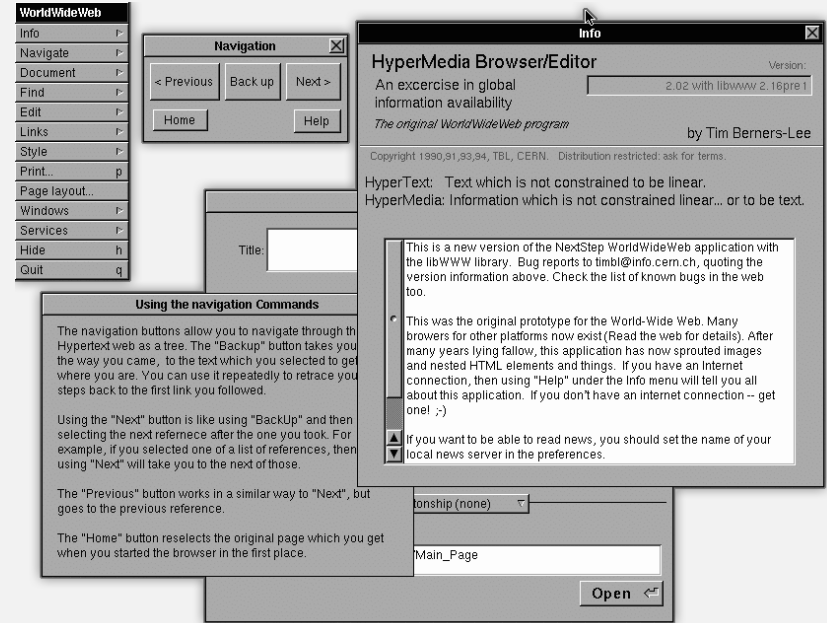 WorldWideWeb
Info
Navigate
Document
Find
Edit
Links
Style
Print... p
Page layout...
Windows
Services
Hide h
Quit q
Navigation
< Previous Back up Next >
Home Help
Info
HyperMedia Browser/Editor
Version:
An excercise in global
information availability
2.02 with libwww 2.16pre1
The original WorldWideWeb program
by Tim Berners-Lee
Copyright 1990,91,93,94, TBL, CERN. Distribution restricted: ask for terms.
HyperText: Text which is not constrained to be linear.
HyperMedia: Information which is not constrained linear... or to be text.
This is a new version of the NextStep WorldWideWeb application with
the libWWW library. Bug reports to timbl@info.cern.ch, quoting the
version information above. Check the list of known bugs in the web
too.
This was the original prototype for the World-Wide Web. Many
browers for other platforms now exist (Read the web for details). After
many years lying fallow, this application has now sprouted images
and nested HTML elements and things. If you have an Internet
connection, then using "Help" under the Info menu will tell you all
about this application. If you don't have an internet connection -- get
one! ;-)
If you want to be able to read news, you should set the name of your
local news server in the preferences.
Title:
Using the navigation Commands
The navigation buttons allow you to navigate through th
Hypertext web as a tree. The "Backup" button takes you
the way you came, to the text which you selected to get
where you are. You can use it repeatedly to retrace you
steps back to the first link you followed.
Using the "Next" button is like using "BackUp" and then
selecting the next refernece after the one you took. For
example, if you selected one of a list of references, then
using "Next" will take you to the next of those.
The "Previous" button works in a similar way to "Next", but
goes to the previous reference.
The "Home" button reselects the original page which you get
when you started the browser in the first place.
tonship (none)
/Main_Page
Open